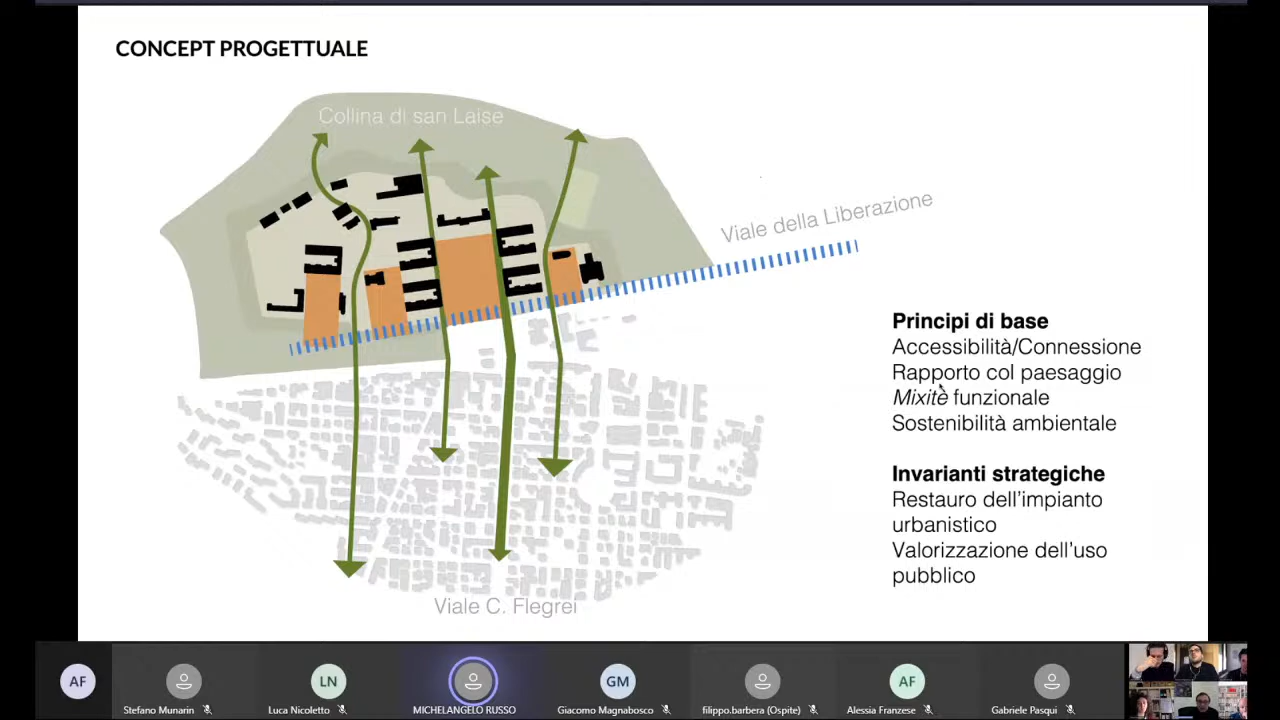 CONCEPT PROGETTUALE
Collina di san Laise
Viale della Liberazione
Principi di base
Accessibilità/Connessione
Rapporto col paesaggio
Mixitè funzionale
Sostenibilità ambientale
Invarianti strategiche
Restauro dell'impianto
urbanistico
Valorizzazione dell'uso
pubblico
Viale C. Flegrei
AF
LN
GM
AF
Stefano Munarin
Luca Nicoletto
MICHELANGELO RUSSO
Giacomo Magnabosco
filippo.barbera (Ospite)
Alessia Franzese
Gabriele Pasqui